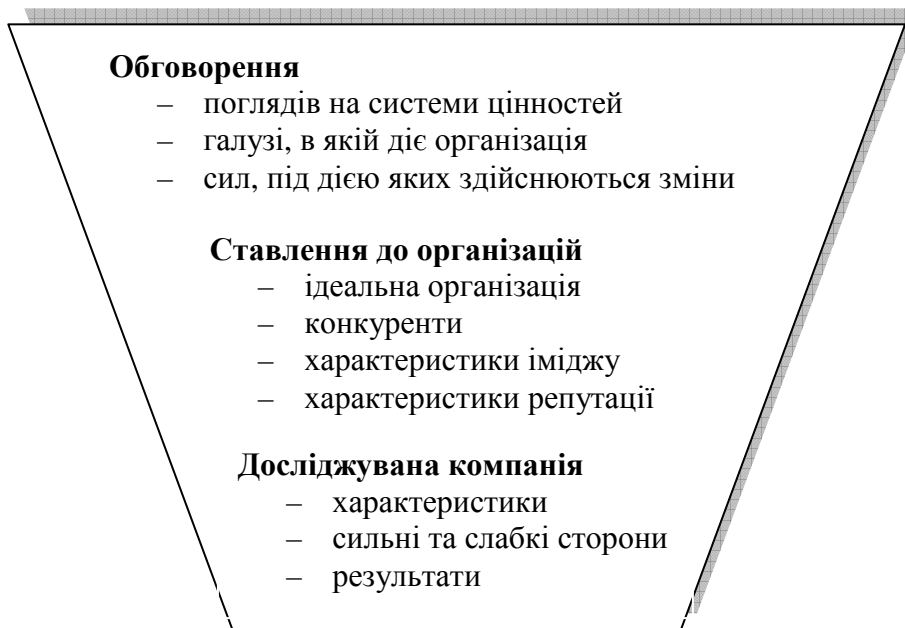 Обговорення
– поглядів на системи цінностей
– галузі, в якій діє організація
– сил, під дією яких здійснюються зміни
Ставлення до організацій
– ідеальна організація
– конкуренти
– характеристики іміджу
– характеристики репутації
Досліджувана компанія
– характеристики
– сильні та слабкі сторони
– результати